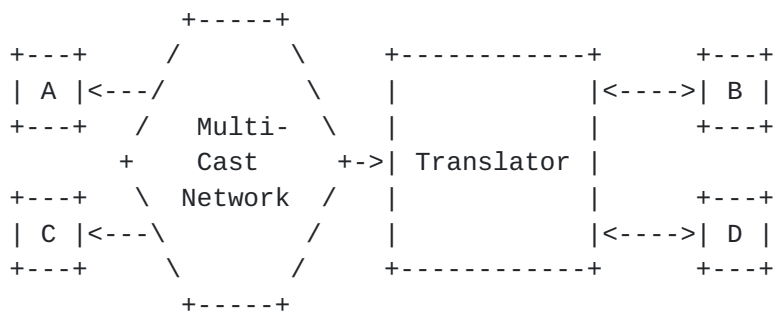 A
B
Multi-
Cast
Network
Translator
C
D